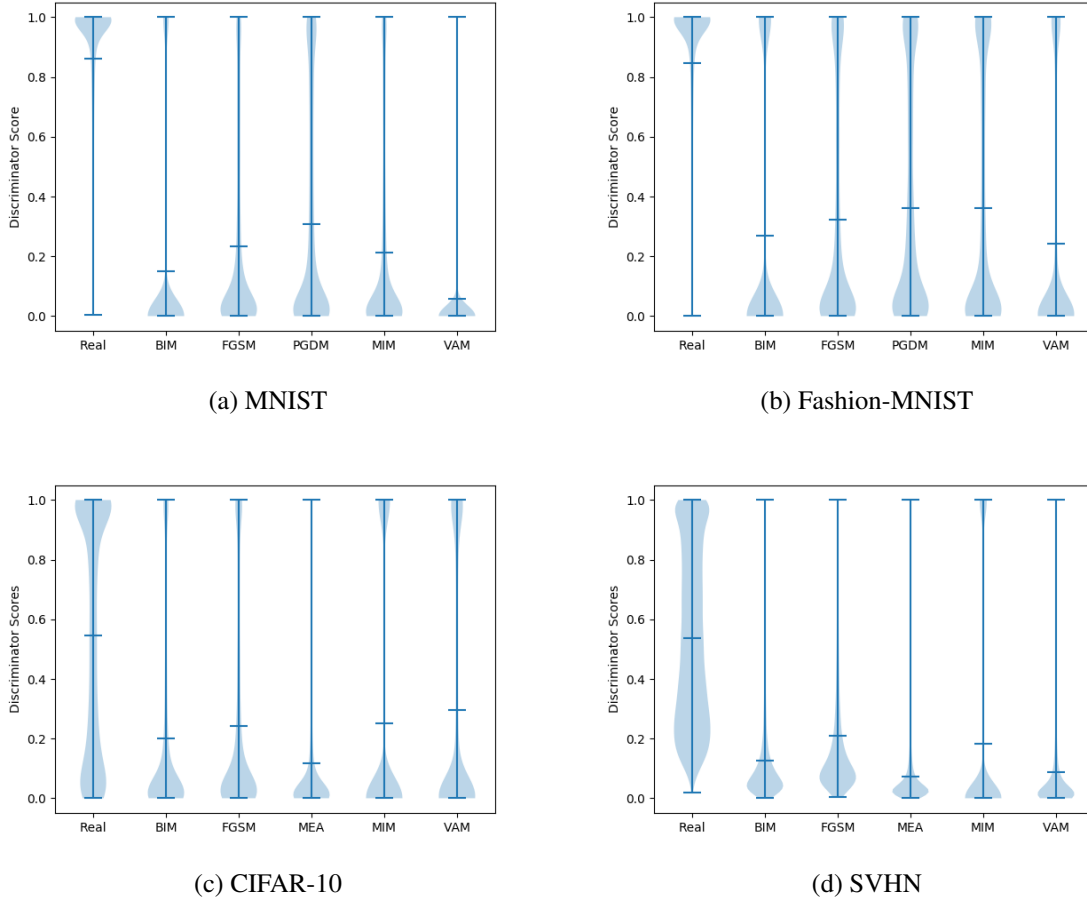 1.0
0.8
0.6
0.4
0.2
0.0
Discriminator Score
Real BIM FGSM PGDM MIM VAM
(a) MNIST
1.0
0.8
0.6
0.4
0.2
0.0
Discriminator Score
Real BIM FGSM PGDM MIM VAM
(b) Fashion-MNIST
1.0
0.8
0.6
0.4
0.2
0.0
Discriminator Scores
Real BIM FGSM MEA MIM VAM
(c) CIFAR-10
1.0
0.8
0.6
0.4
0.2
0.0
Discriminator Scores
Real BIM FGSM MEA MIM VAM
(d) SVHN